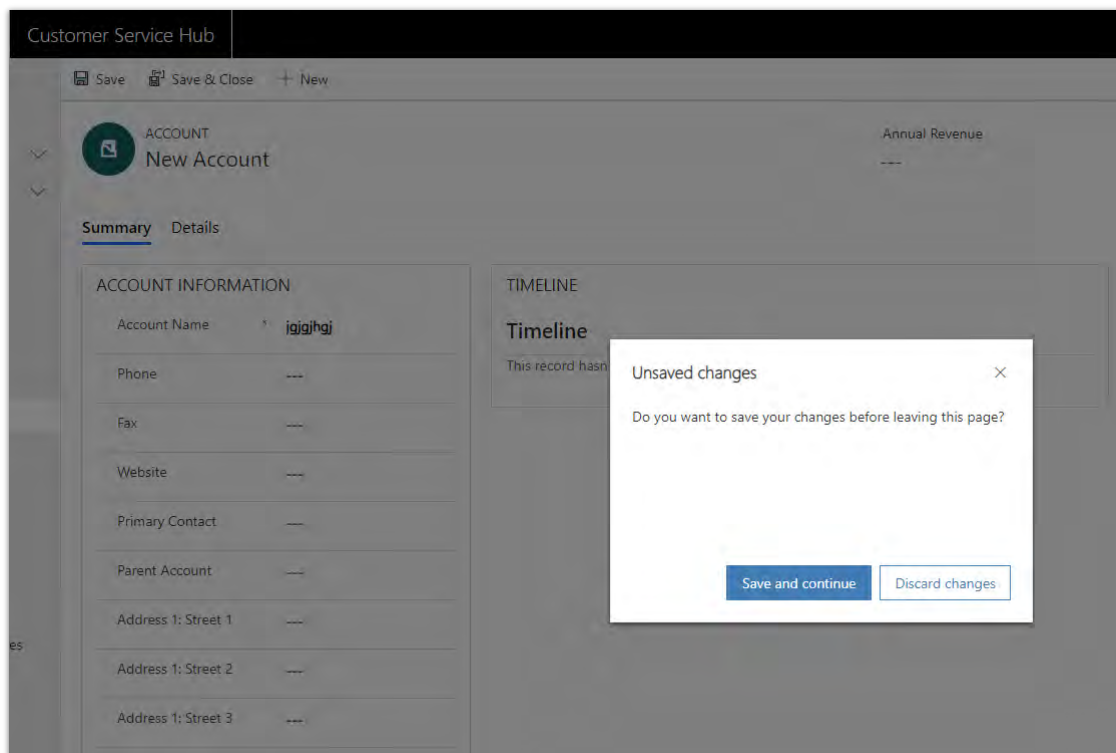 Customer Service Hub
Save Save & Close New
ACCOUNT
New Account
Annual Revenue
---
Summary Details
ACCOUNT INFORMATION
Account Name * jgjgjhgj
Phone ---
Fax ---
Website ---
Primary Contact ---
Parent Account ---
Address 1: Street 1 ---
Address 1: Street 2 ---
Address 1: Street 3 ---
TIMELINE
Timeline
This record hasn
Unsaved changes
Do you want to save your changes before leaving this page?
Save and continue Discard changes
es